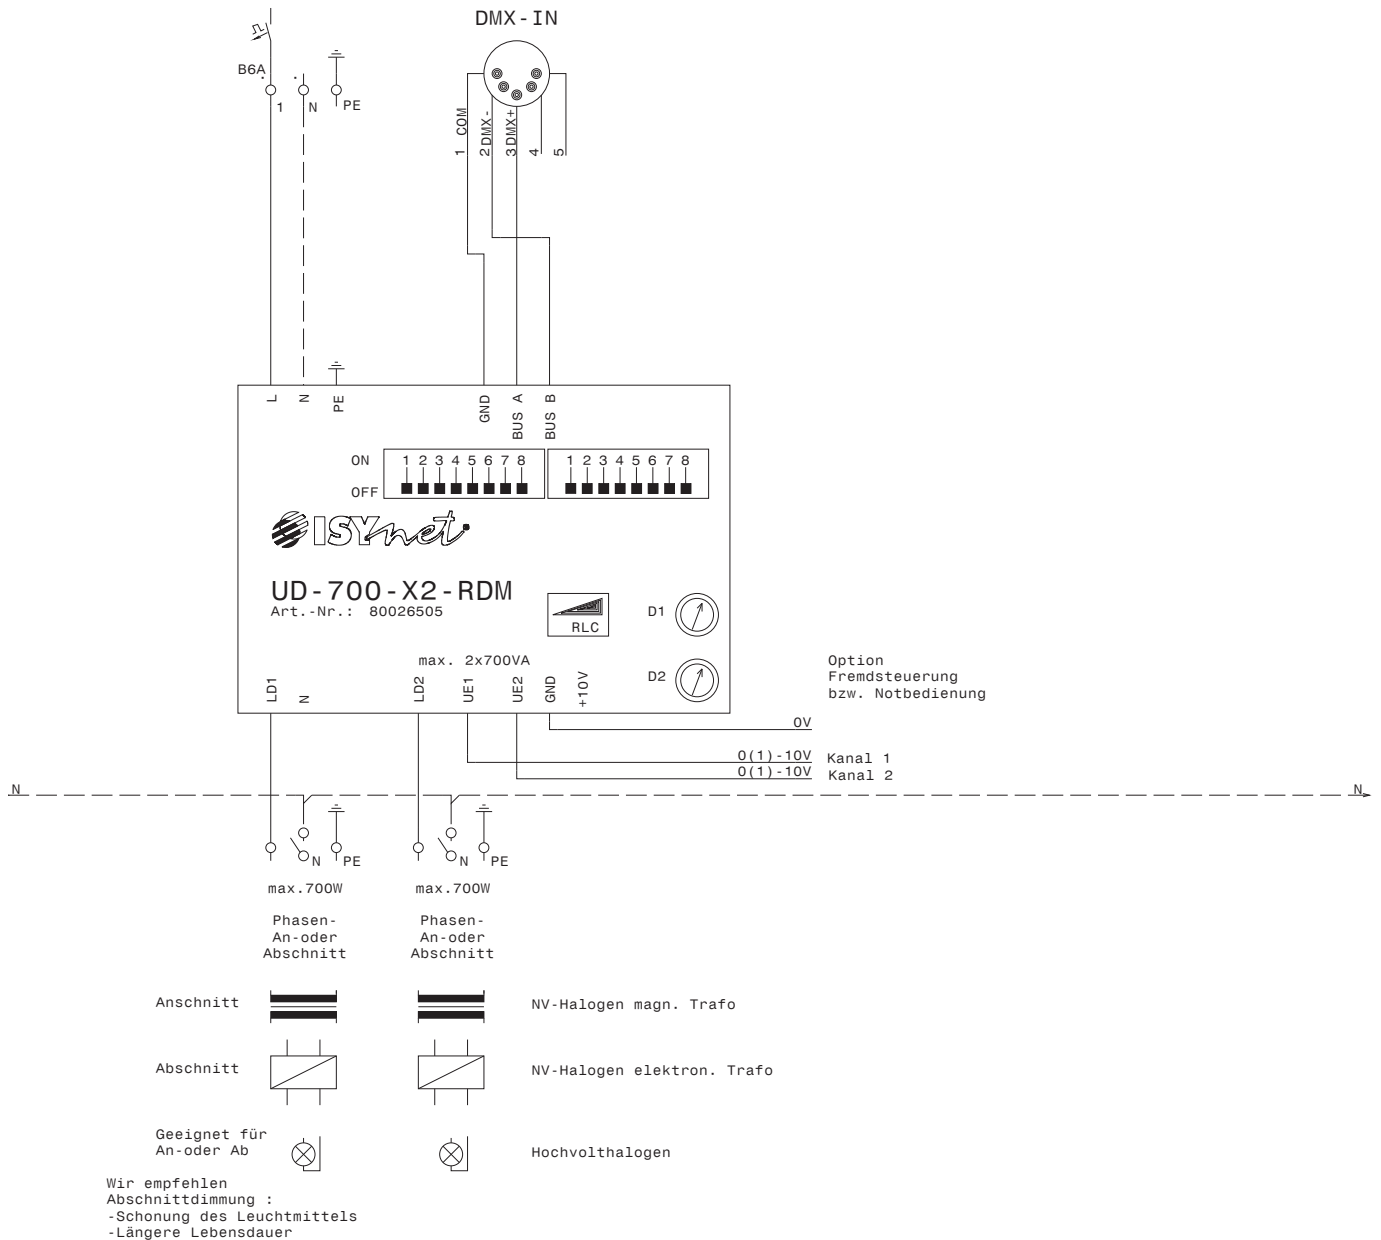 DMX-IN
B6A
1 N PE
1 COM
2 DMX-
3 DMX+
4
5
L N PE GND BUS A BUS B
ON 1 2 3 4 5 6 7 8 1 2 3 4 5 6 7 8
OFF
ISYnet
UD-700-X2-RDM
Art.-Nr.: 80026505
RLC
D1
D2
max. 2x700VA
LD1 N LD2 UE1 UE2 GND +10V
Option
Fremdsteuerung
bzw. Notbedienung
0V
0(1)-10V Kanal 1
0(1)-10V Kanal 2
N N
N PE N PE
max.700W max.700W
Phasen- Phasen-
An-oder An-oder
Abschnitt Abschnitt
Anschnitt NV-Halogen magn. Trafo
Abschnitt NV-Halogen elektron. Trafo
Geeignet für
An-oder Ab Hochvolthalogen
Wir empfehlen
Abschnittdimmung :
-Schonung des Leuchtmittels
-Längere Lebensdauer